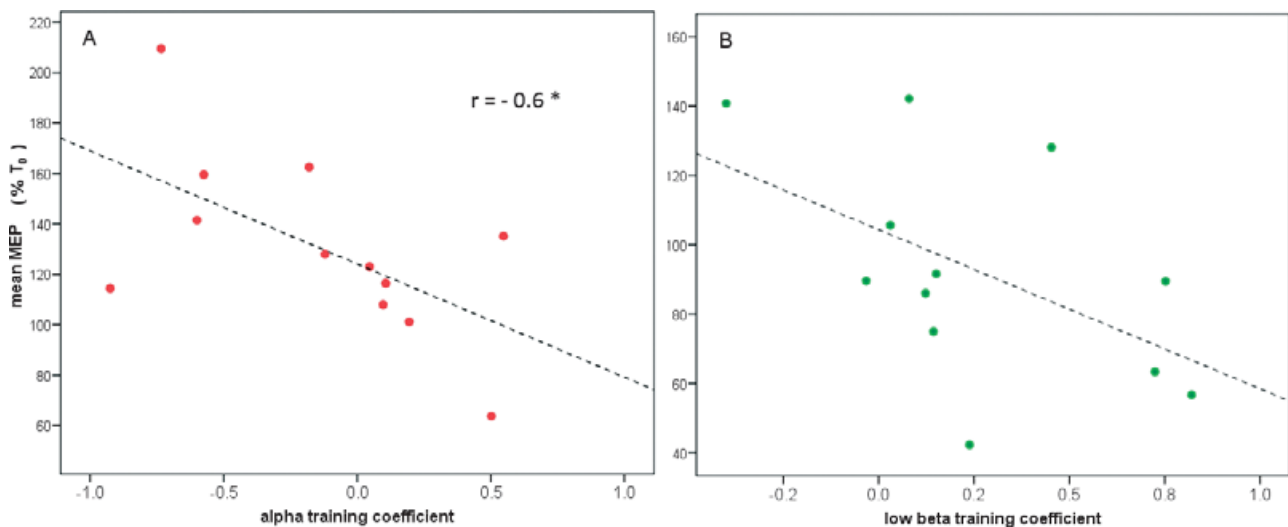 A
r = - 0.6 *
mean MEP ( % T₀ )
220
200
180
160
140
120
100
80
60
-1.0 -0.5 0.0 0.5 1.0
alpha training coefficient
B
160
140
120
100
80
60
40
-0.2 0.0 0.2 0.5 0.8 1.0
low beta training coefficient